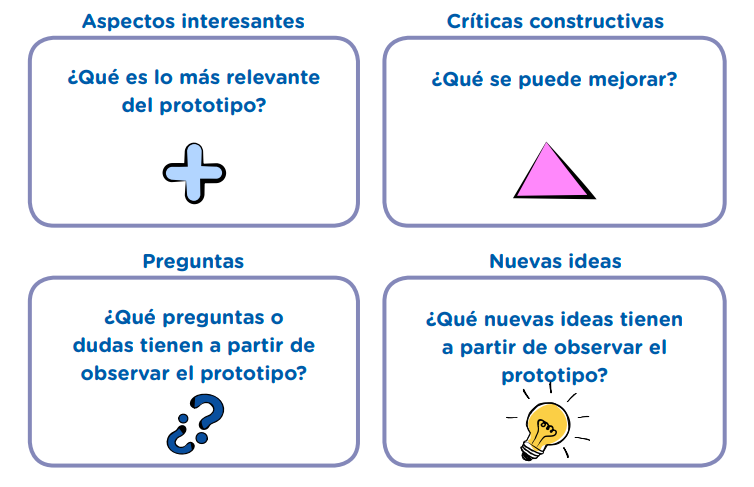 Aspectos interesantes
¿Qué es lo más relevante
del prototipo?
Críticas constructivas
¿Qué se puede mejorar?
Preguntas
¿Qué preguntas o
dudas tienen a partir de
observar el prototipo?
Nuevas ideas
¿Qué nuevas ideas tienen
a partir de observar el
prototipo?